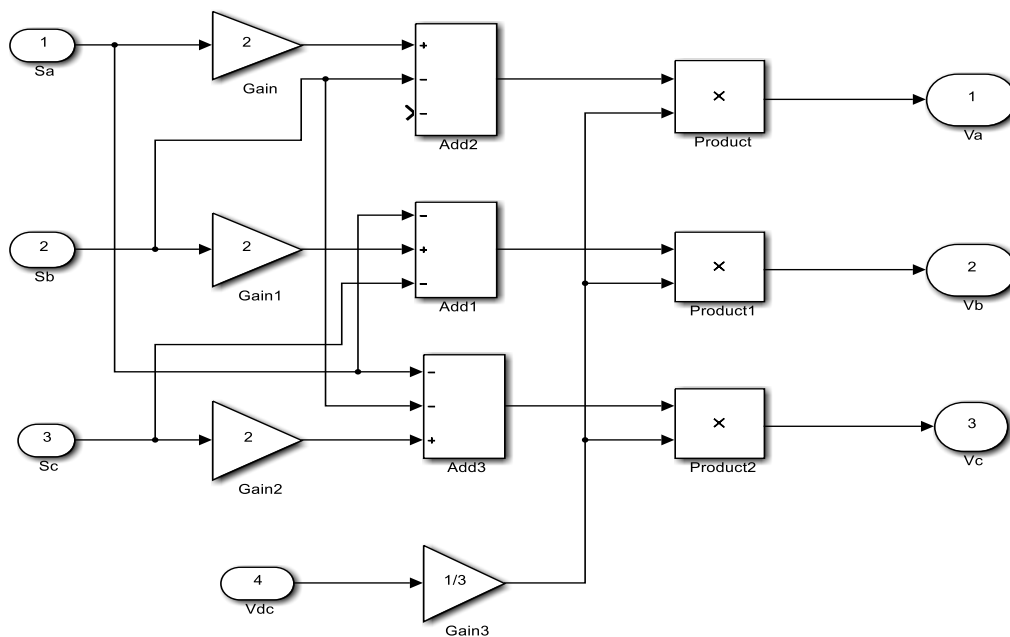 1
Sa
2
Gain
+
−
−
Add2
×
Product
1
Va
2
Sb
2
Gain1
−
+
−
Add1
×
Product1
2
Vb
3
Sc
2
Gain2
−
−
+
Add3
×
Product2
3
Vc
4
Vdc
1/3
Gain3